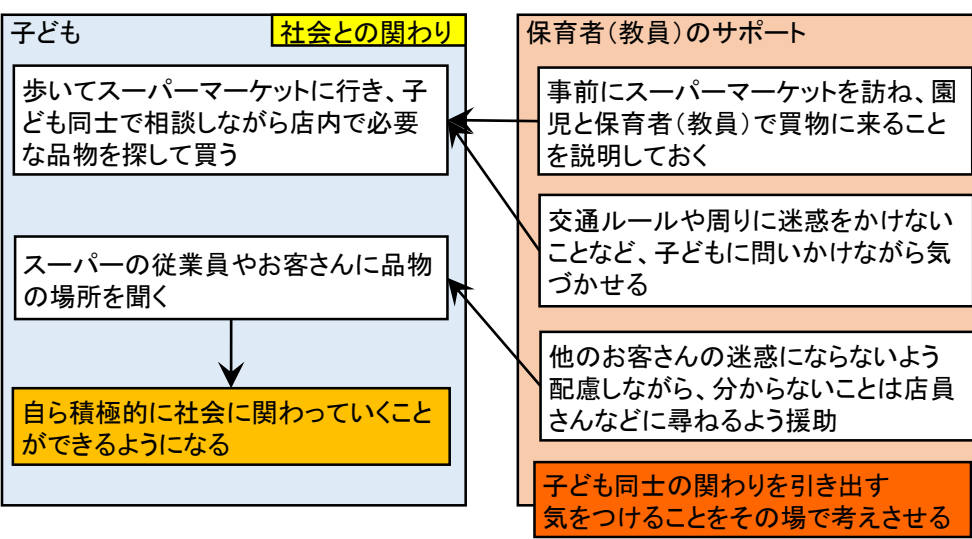 子ども
社会との関わり
歩いてスーパーマーケットに行き、子
ども同士で相談しながら店内で必要
な品物を探して買う
スーパーの従業員やお客さんに品物
の場所を聞く
自ら積極的に社会に関わっていくこと
ができるようになる
保育者（教員）のサポート
事前にスーパーマーケットを訪ね、園
児と保育者（教員）で買物に来ること
を説明しておく
交通ルールや周りに迷惑をかけない
ことなど、子どもに問いかけながら気
づかせる
他のお客さんの迷惑にならないよう
配慮しながら、分からないことは店員
さんなどに尋ねるよう援助
子ども同士の関わりを引き出す
気をつけることをその場で考えさせる